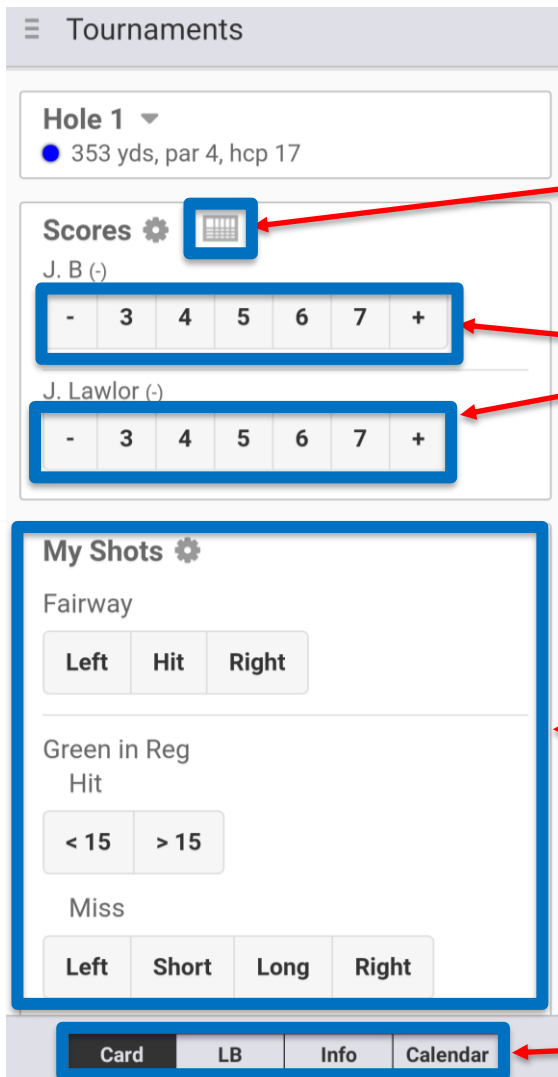 Tournaments
Hole 1
353 yds, par 4, hcp 17
Scores
J. B (-)
- 3 4 5 6 7 +
J. Lawlor (-)
- 3 4 5 6 7 +
My Shots
Fairway
Left Hit Right
Green in Reg
Hit
< 15 > 15
Miss
Left Short Long Right
Card LB Info Calendar